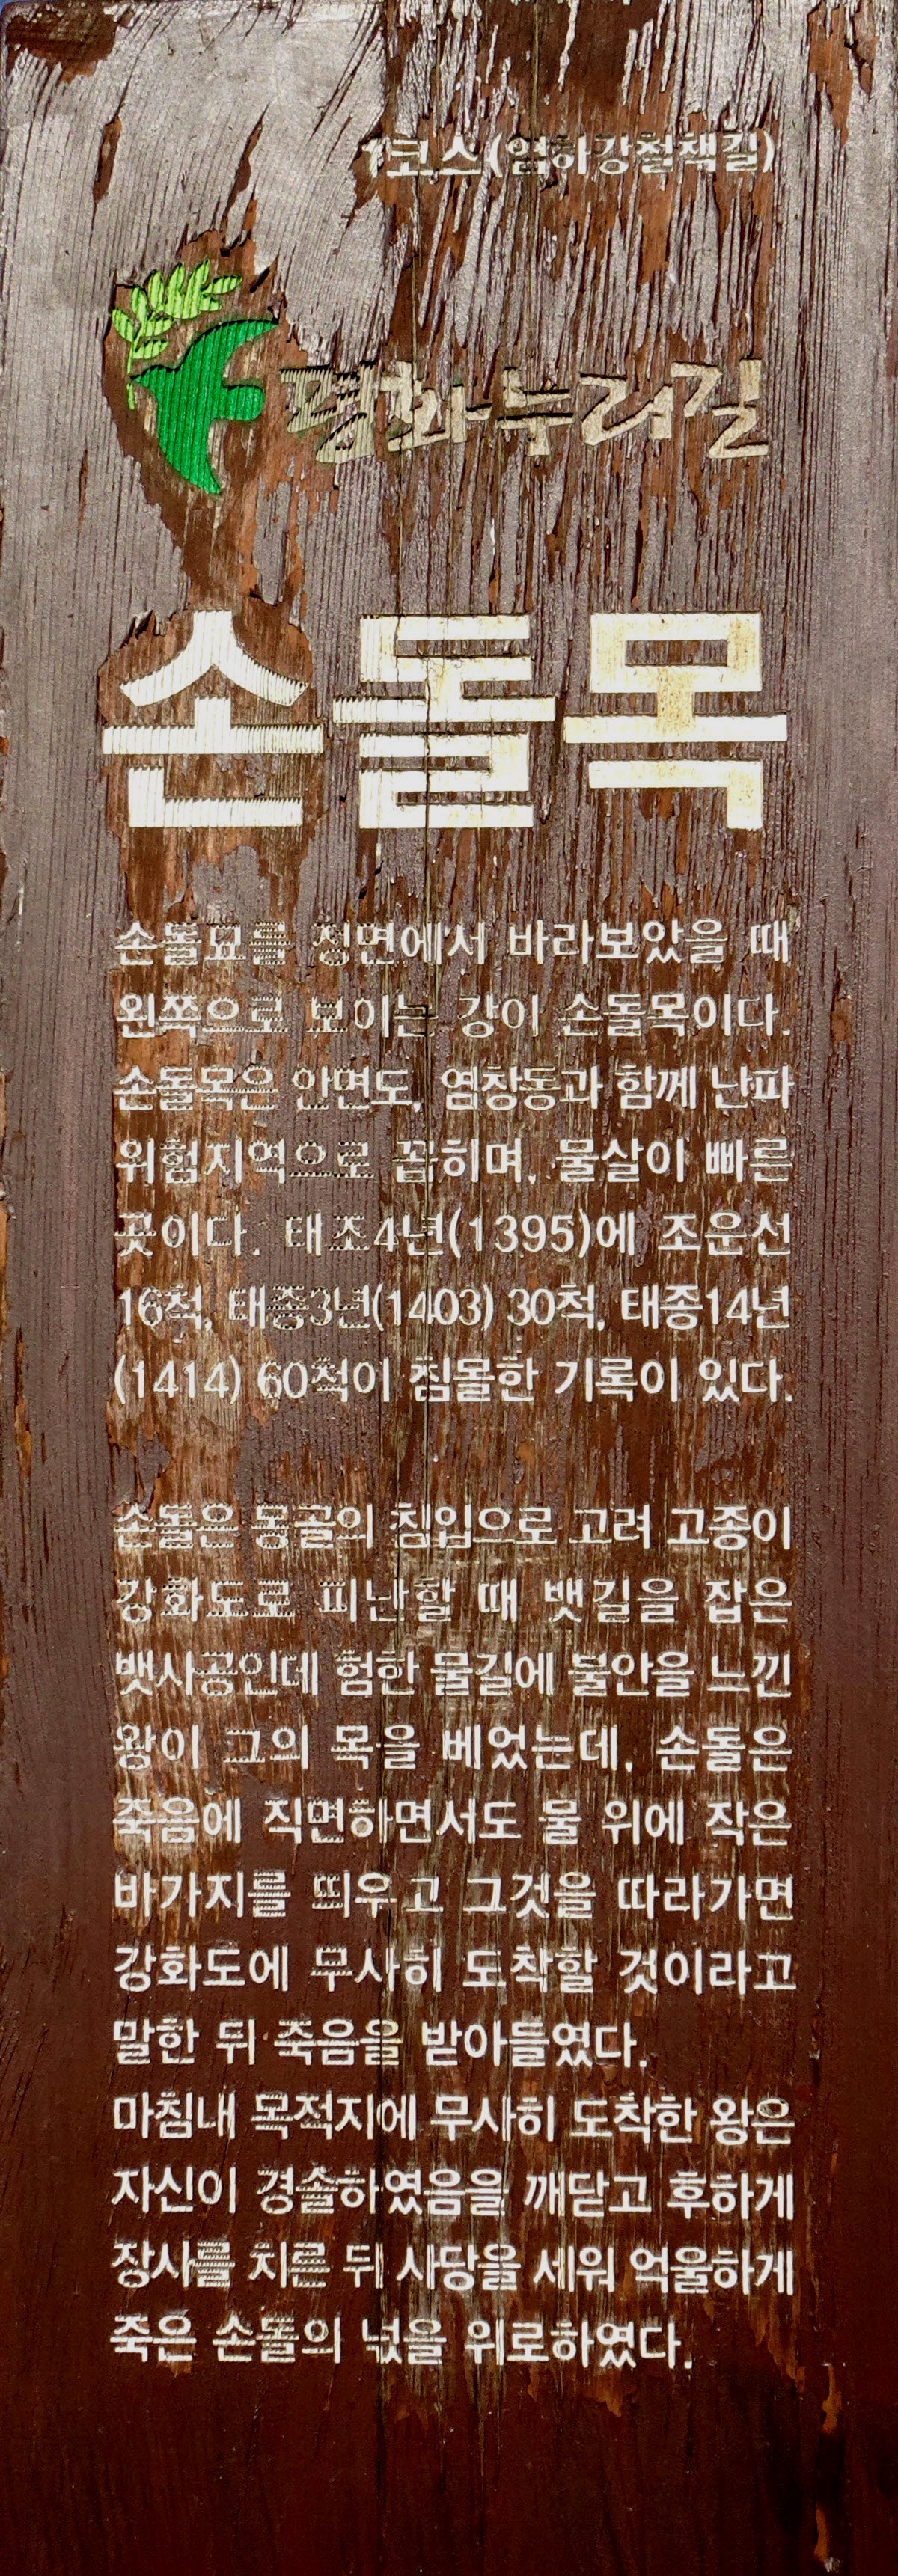 1코스(염하강철책길)
평화누리길
손돌목
손돌묘를 정면에서 바라보았을 때
왼쪽으로 보이는 강이 손돌목이다.
손돌목은 안면도, 염창동과 함께 난파
위험지역으로 꼽히며, 물살이 빠른
곳이다. 태조4년(1395)에 조운선
16척, 태종3년(1403) 30척, 태종14년
(1414) 60척이 침몰한 기록이 있다.
손돌은 몽골의 침입으로 고려 고종이
강화도로 피난할 때 뱃길을 잡은
뱃사공인데 험한 물길에 불안을 느낀
왕이 그의 목을 베었는데, 손돌은
죽음에 직면하면서도 물 위에 작은
바가지를 띄우고 그것을 따라가면
강화도에 무사히 도착할 것이라고
말한 뒤 죽음을 받아들였다.
마침내 목적지에 무사히 도착한 왕은
자신이 경솔하였음을 깨닫고 후하게
장사를 치른 뒤 사당을 세워 억울하게
죽은 손돌의 넋을 위로하였다.